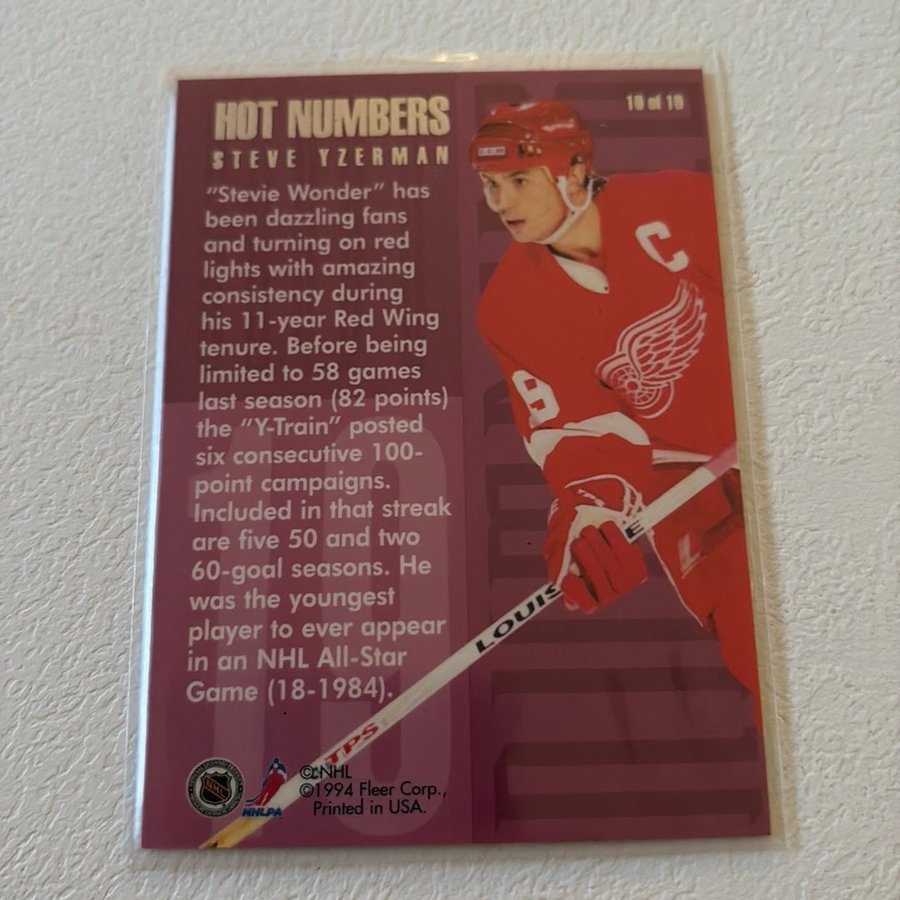 HOT NUMBERS
10 of 10
STEVE YZERMAN
"Stevie Wonder" has
been dazzling fans
and turning on red
lights with amazing
consistency during
his 11-year Red Wing
tenure. Before being
limited to 58 games
last season (82 points)
the "Y-Train" posted
six consecutive 100-
point campaigns.
Included in that streak
are five 50 and two
60-goal seasons. He
was the youngest
player to ever appear
in an NHL All-Star
Game (18-1984).
C
9
LOUIS
TPS
19
NHL
NHLPA
©NHL
©1994 Fleer Corp.,
Printed in USA.